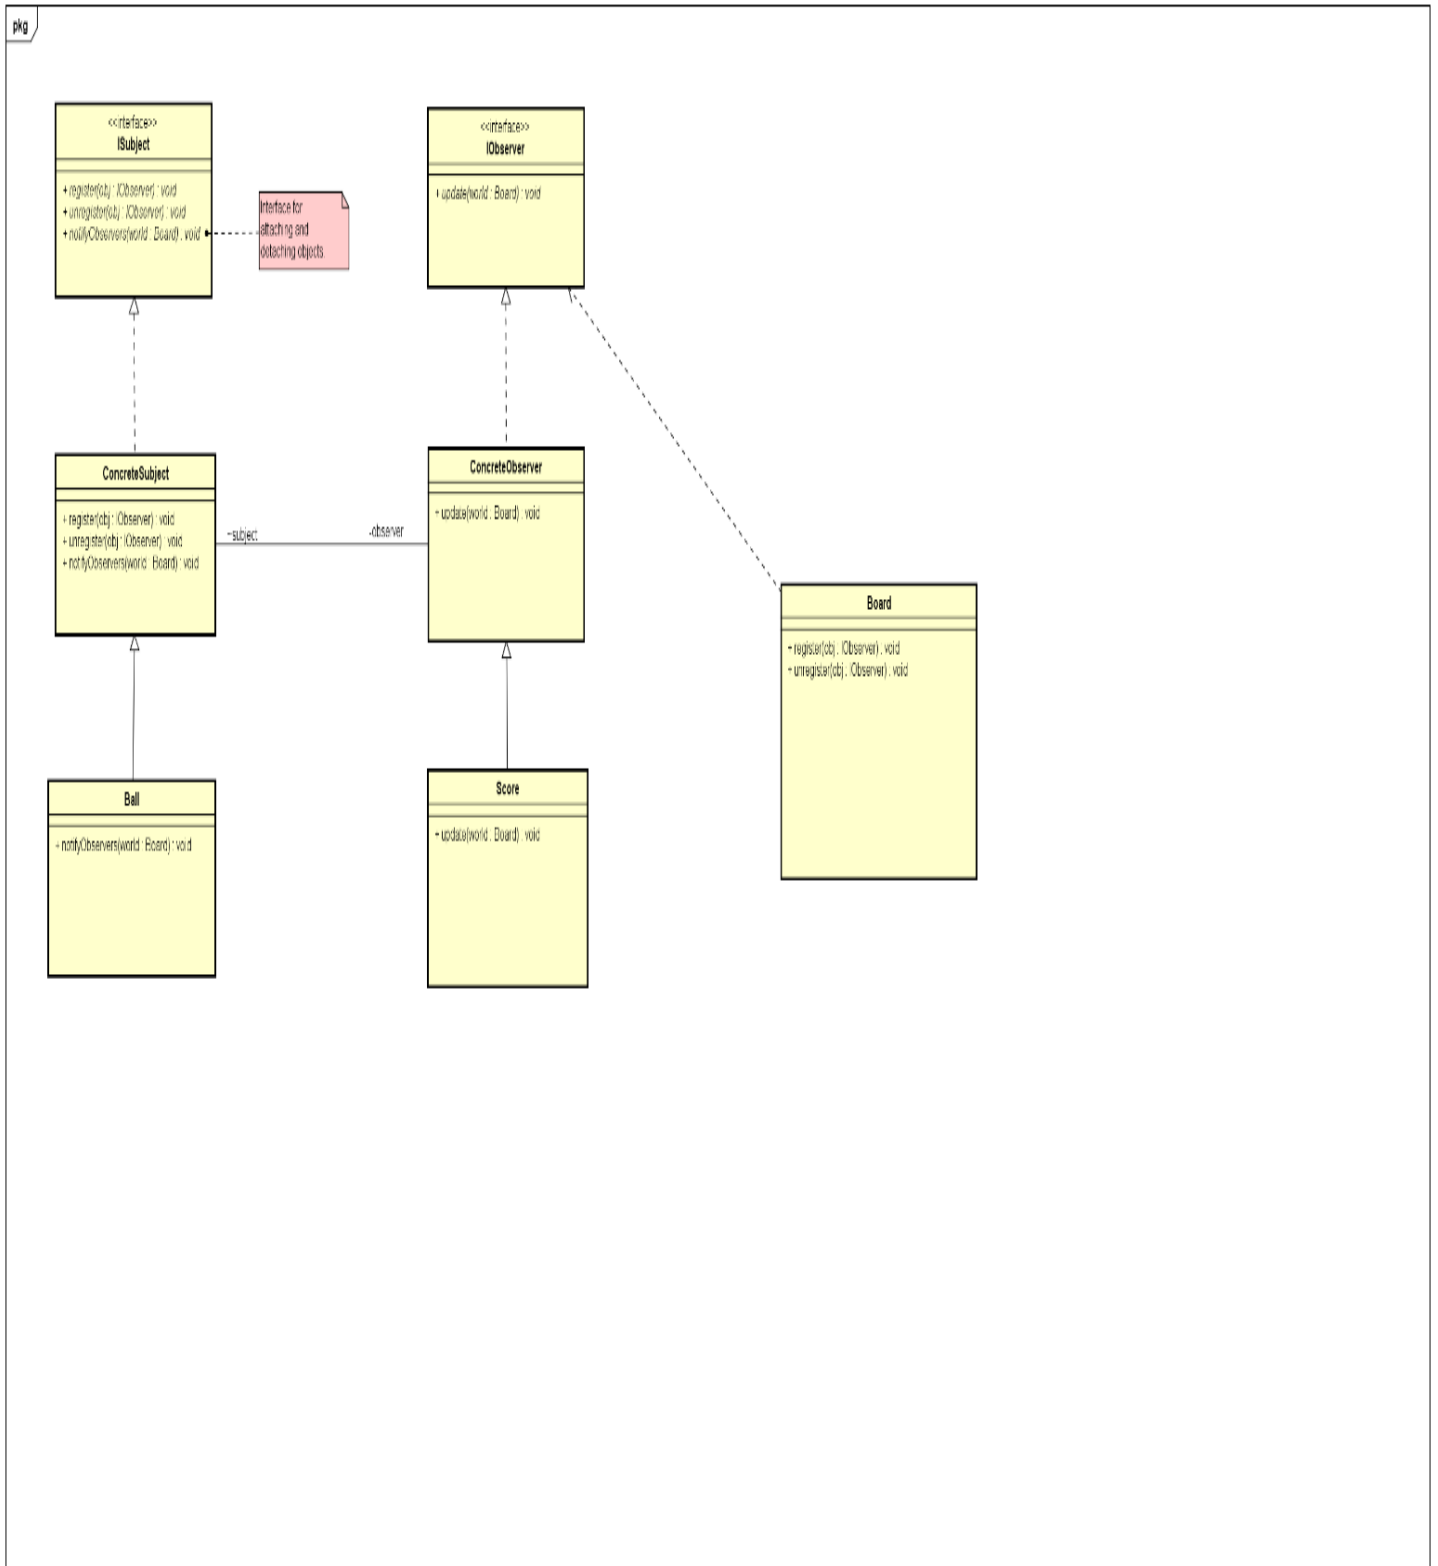 pkg
<<interface>>
ISubject
+ register(obj : IObserver) : void
+ unregister(obj : IObserver) : void
+ notifyObservers(world : Board) : void
Interface for
attaching and
detaching objects.
<<interface>>
IObserver
+ update(world : Board) : void
ConcreteSubject
+ register(obj : IObserver) : void
+ unregister(obj : IObserver) : void
+ notifyObservers(world : Board) : void
~subject
-observer
ConcreteObserver
+ update(world : Board) : void
Board
+ register(obj : IObserver) : void
+ unregister(obj : IObserver) : void
Ball
+ notifyObservers(world : Board) : void
Score
+ update(world : Board) : void